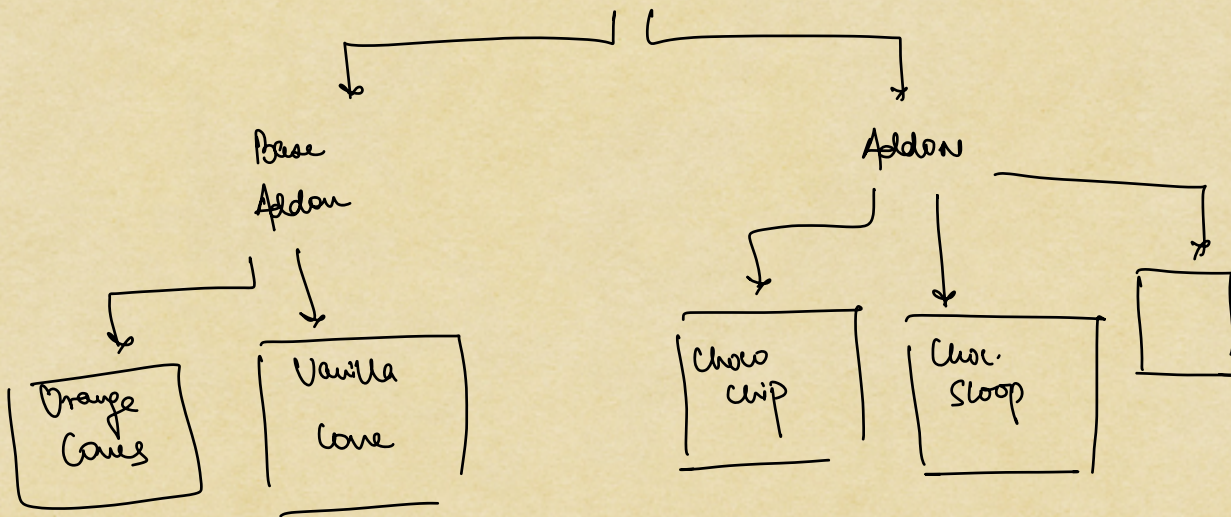 Base
Addon
Addon
Orange
Cones
Vanilla
Cone
Choco
Chip
Choc.
Scoop